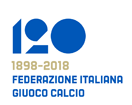 120
1898-2018
FEDERAZIONE ITALIANA
GIUOCO CALCIO